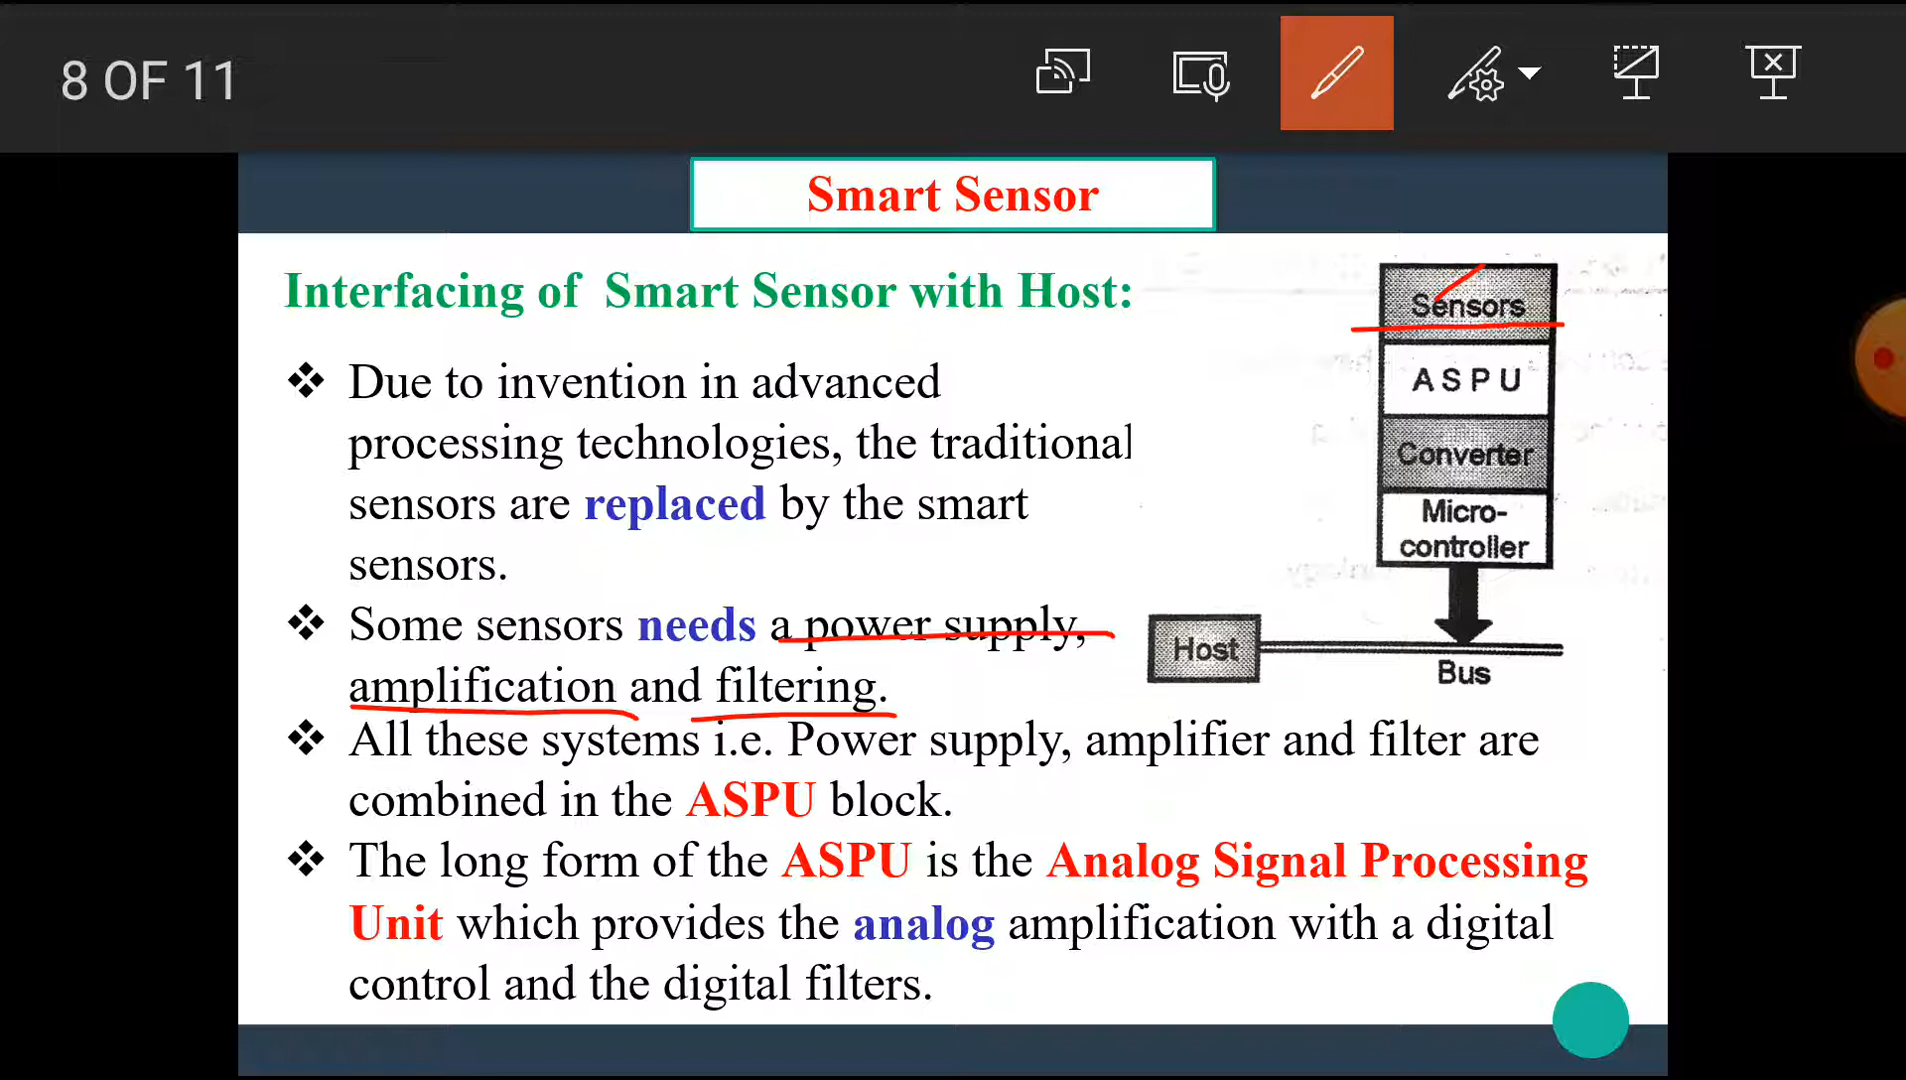 8 OF 11
Smart Sensor
Interfacing of Smart Sensor with Host:
❖ Due to invention in advanced
processing technologies, the traditional
sensors are replaced by the smart
sensors.
❖ Some sensors needs a power supply,
amplification and filtering.
❖ All these systems i.e. Power supply, amplifier and filter are
combined in the ASPU block.
❖ The long form of the ASPU is the Analog Signal Processing
Unit which provides the analog amplification with a digital
control and the digital filters.
Sensors
A S P U
Converter
Micro-
controller
Host
Bus